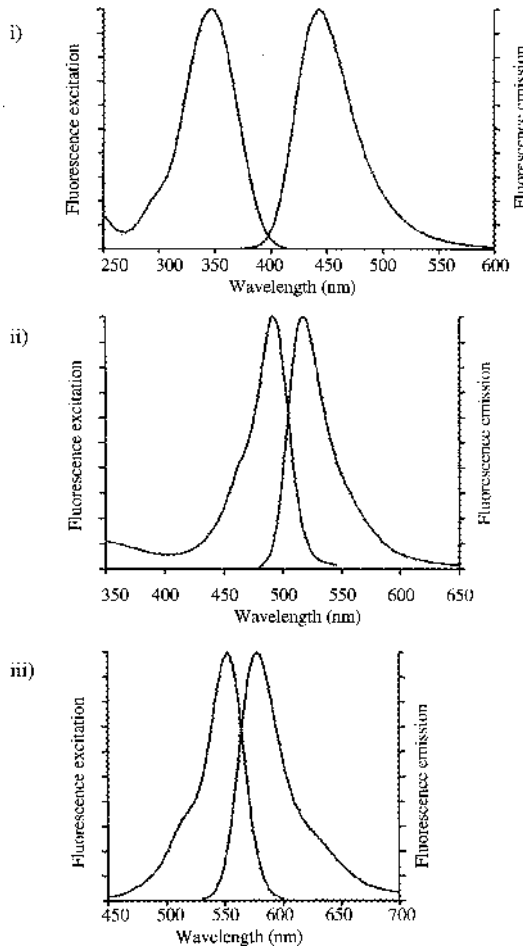 i)
Fluorescence excitation
Fluorescence emission
250 300 350 400 450 500 550 600
Wavelength (nm)
ii)
Fluorescence excitation
Fluorescence emission
350 400 450 500 550 600 650
Wavelength (nm)
iii)
Fluorescence excitation
Fluorescence emission
450 500 550 600 650 700
Wavelength (nm)